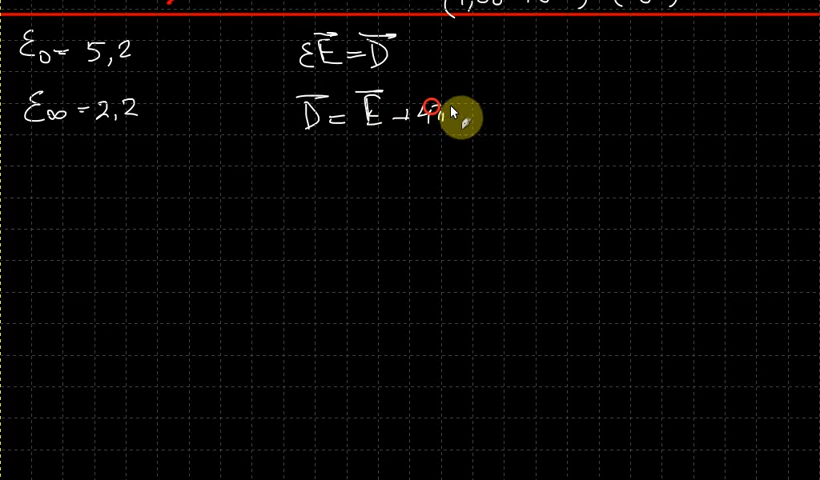 ε₀ = 5,2
εE⃗ = D⃗
ε∞ = 2,2
D̅ = E̅ + 4π